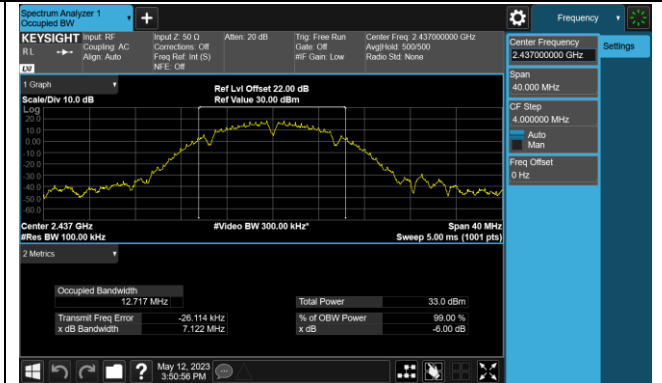 Spectrum Analyzer 1
Occupied BW
Frequency
KEYSIGHT
R L
LXI
Input: RF
Coupling: AC
Align: Auto
Input Z: 50 Ω
Corrections: Off
Freq Ref: Int (S)
NFE: Off
Atten: 20 dB
Trig: Free Run
Gate: Off
#IF Gain: Low
Center Freq: 2.437000000 GHz
Avg|Hold: 500/500
Radio Std: None
Center Frequency
2.437000000 GHz
Settings
Span
40.000 MHz
CF Step
4.000000 MHz
Auto
Man
Freq Offset
0 Hz
1 Graph
Scale/Div 10.0 dB
Ref Lvl Offset 22.00 dB
Ref Value 30.00 dBm
Log
20.0
10.0
0.00
-10.0
-20.0
-30.0
-40.0
-50.0
-60.0
Center 2.437 GHz
#Res BW 100.00 kHz
#Video BW 300.00 kHz*
Span 40 MHz
Sweep 5.00 ms (1001 pts)
2 Metrics
Occupied Bandwidth
12.717 MHz
Total Power 33.0 dBm
Transmit Freq Error -26.114 kHz
% of OBW Power 99.00 %
x dB Bandwidth 7.122 MHz
x dB -6.00 dB
?
May 12, 2023
3:50:56 PM